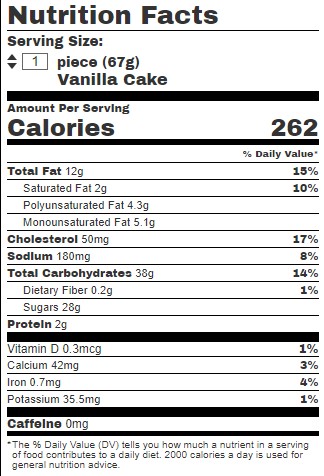 Nutrition Facts
Serving Size:
1 piece (67g)
Vanilla Cake
Amount Per Serving
Calories 262
% Daily Value*
Total Fat 12g 15%
Saturated Fat 2g 10%
Polyunsaturated Fat 4.3g
Monounsaturated Fat 5.1g
Cholesterol 50mg 17%
Sodium 180mg 8%
Total Carbohydrates 38g 14%
Dietary Fiber 0.2g 1%
Sugars 28g
Protein 2g
Vitamin D 0.3mcg 1%
Calcium 42mg 3%
Iron 0.7mg 4%
Potassium 35.5mg 1%
Caffeine 0mg
*The % Daily Value (DV) tells you how much a nutrient in a serving
of food contributes to a daily diet. 2000 calories a day is used for
general nutrition advice.